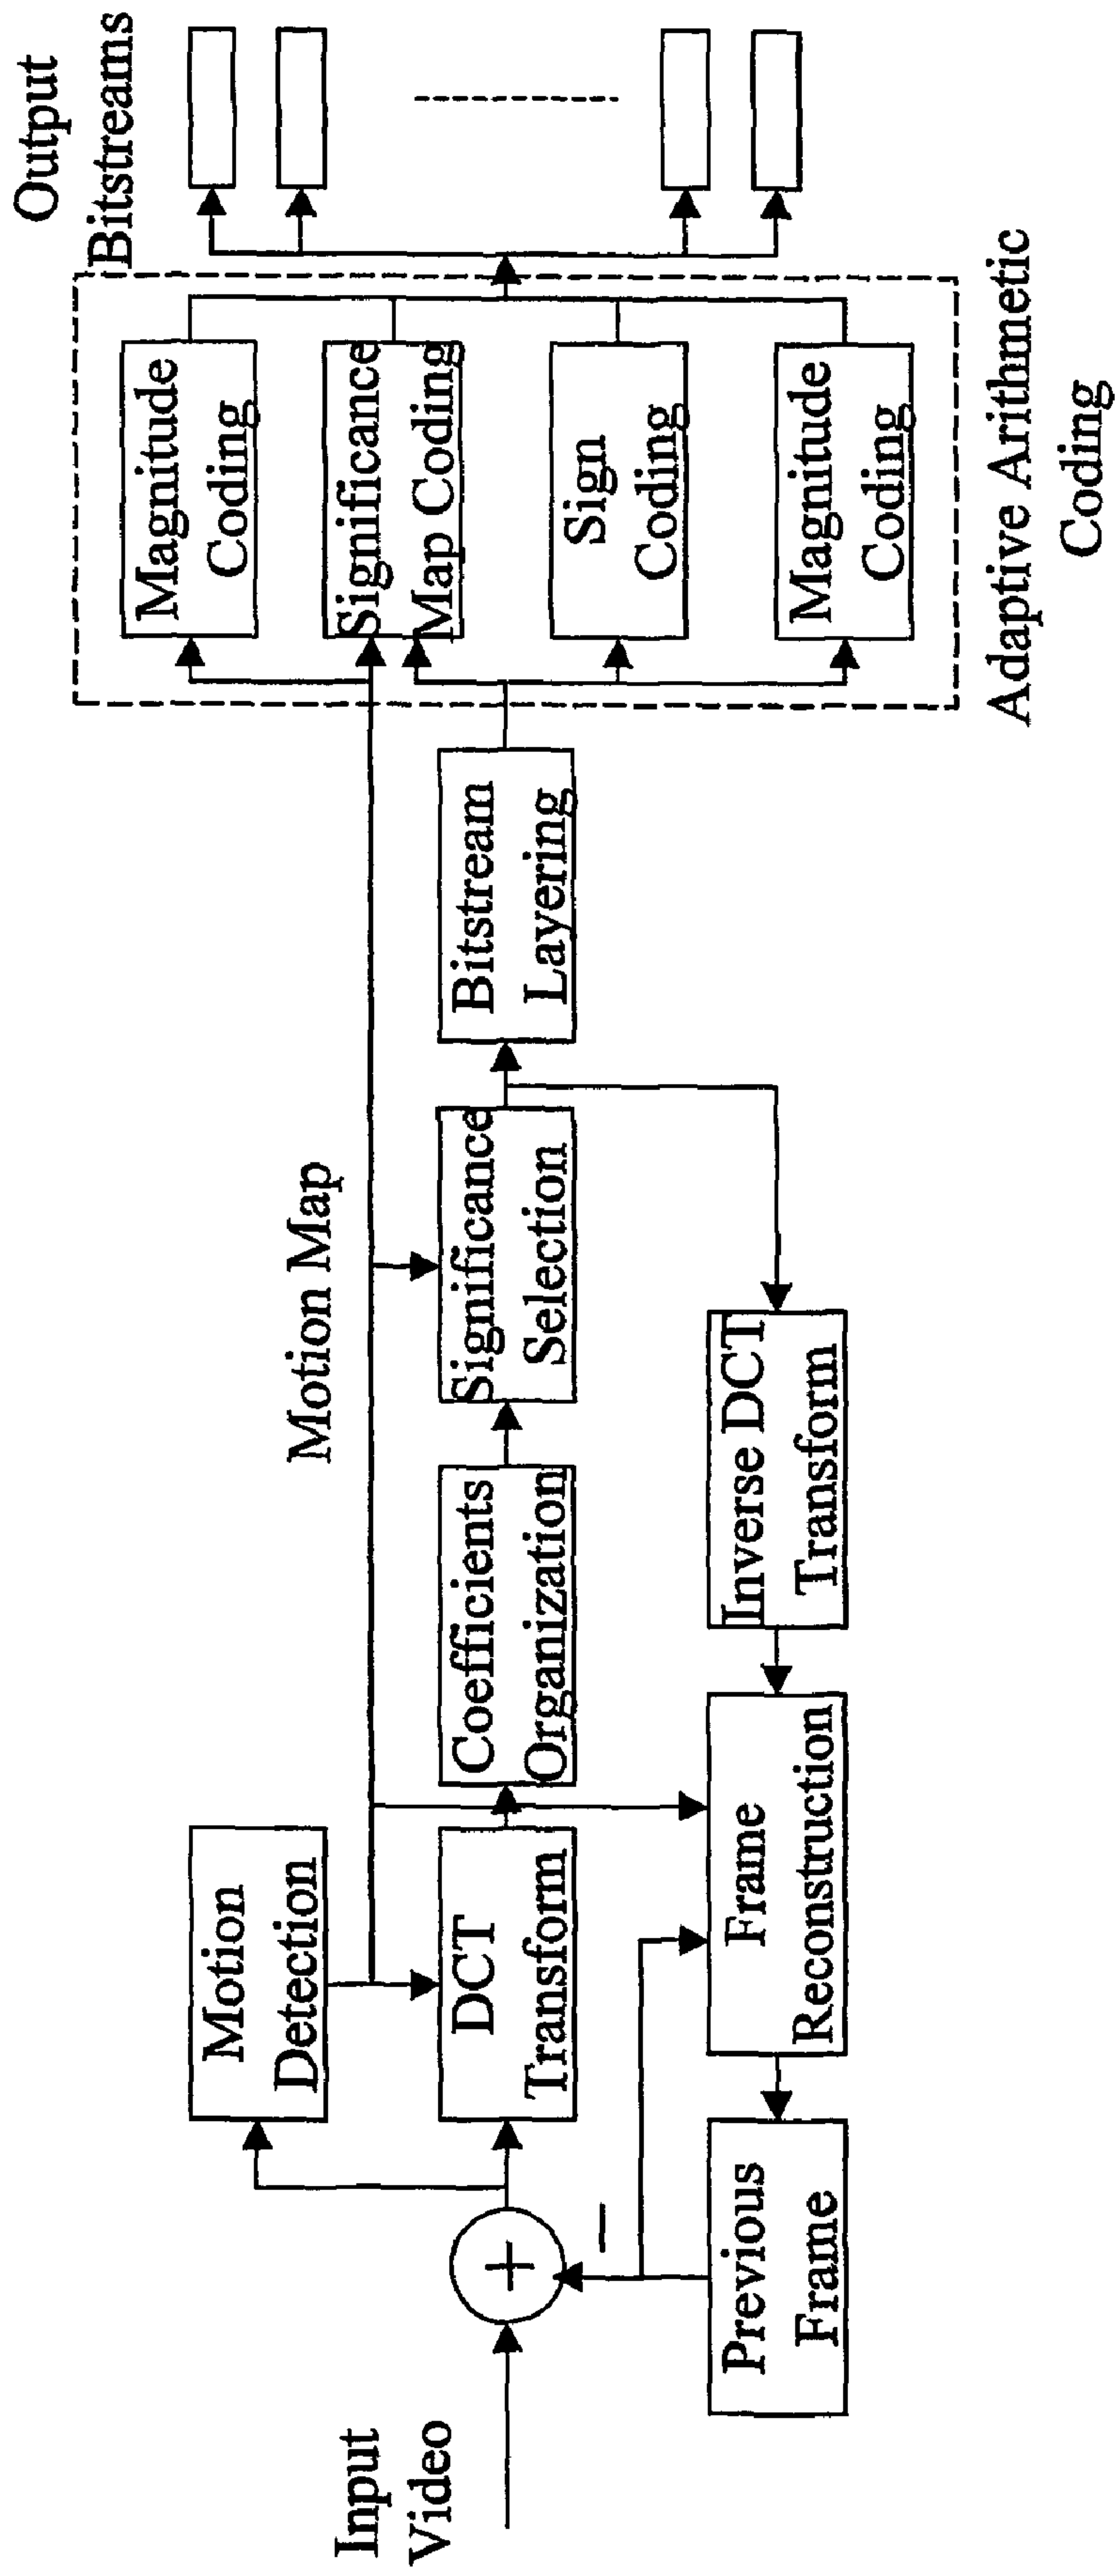 Input
Video
+
−
Previous
Frame
Motion
Detection
DCT
Transform
Frame
Reconstruction
Coefficients
Organization
Inverse DCT
Transform
Motion Map
Significance
Selection
Bitstream
Layering
Magnitude
Coding
Significance
Map Coding
Sign
Coding
Magnitude
Coding
Adaptive Arithmetic
Coding
Output
Bitstreams